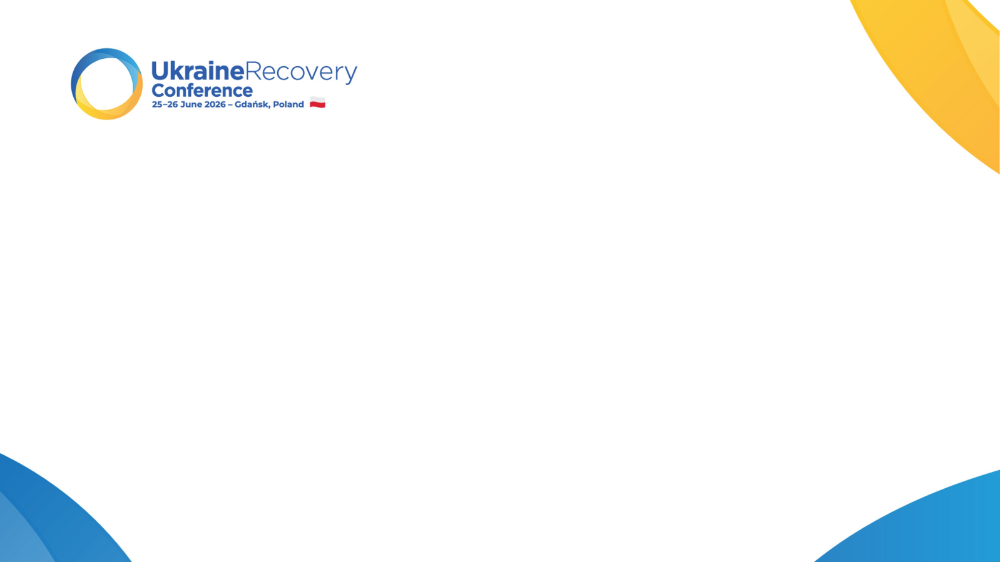 UkraineRecovery
Conference
25–26 June 2026 – Gdańsk, Poland